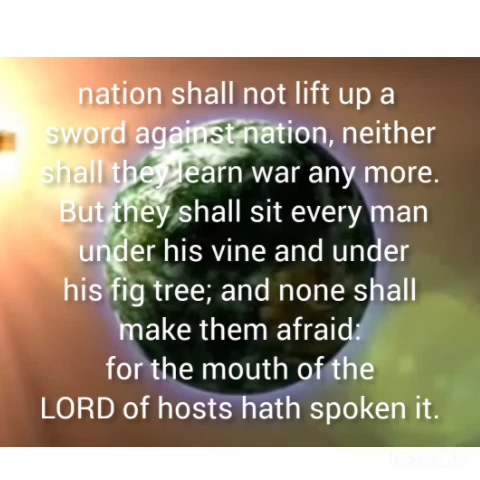 nation shall not lift up a
sword against nation, neither
shall they learn war any more.
But they shall sit every man
under his vine and under
his fig tree; and none shall
make them afraid:
for the mouth of the
LORD of hosts hath spoken it.